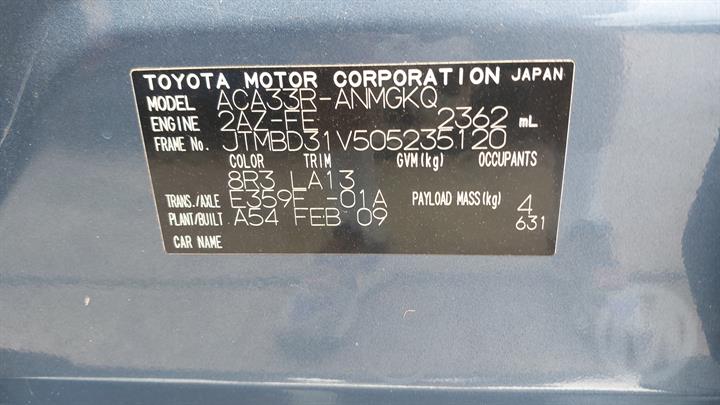 TOYOTA MOTOR CORPORATION JAPAN
MODEL ACA33R-ANMGKQ
ENGINE 2AZ-FE 2362 mL
FRAME No. JTMBD31V505235120
COLOR TRIM GVM(kg) OCCUPANTS
8R3 LA13
TRANS./AXLE E359F -01A PAYLOAD MASS(kg) 4
PLANT/BUILT A54 FEB 09 631
CAR NAME